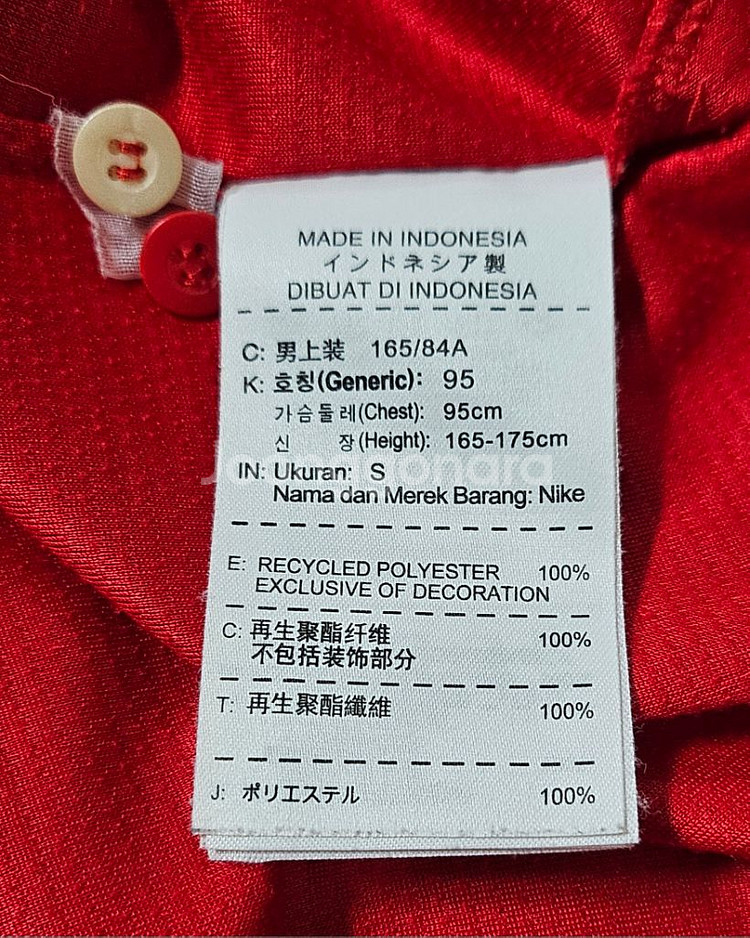 MADE IN INDONESIA
インドネシア製
DIBUAT DI INDONESIA
C: 男上装 165/84A
K: 호칭(Generic): 95
가슴둘레(Chest): 95cm
신 장(Height): 165-175cm
IN: Ukuran: S
Nama dan Merek Barang: Nike
E: RECYCLED POLYESTER 100%
EXCLUSIVE OF DECORATION
C: 再生聚酯纤维 100%
不包括装饰部分
T: 再生聚酯纖維 100%
J: ポリエステル 100%